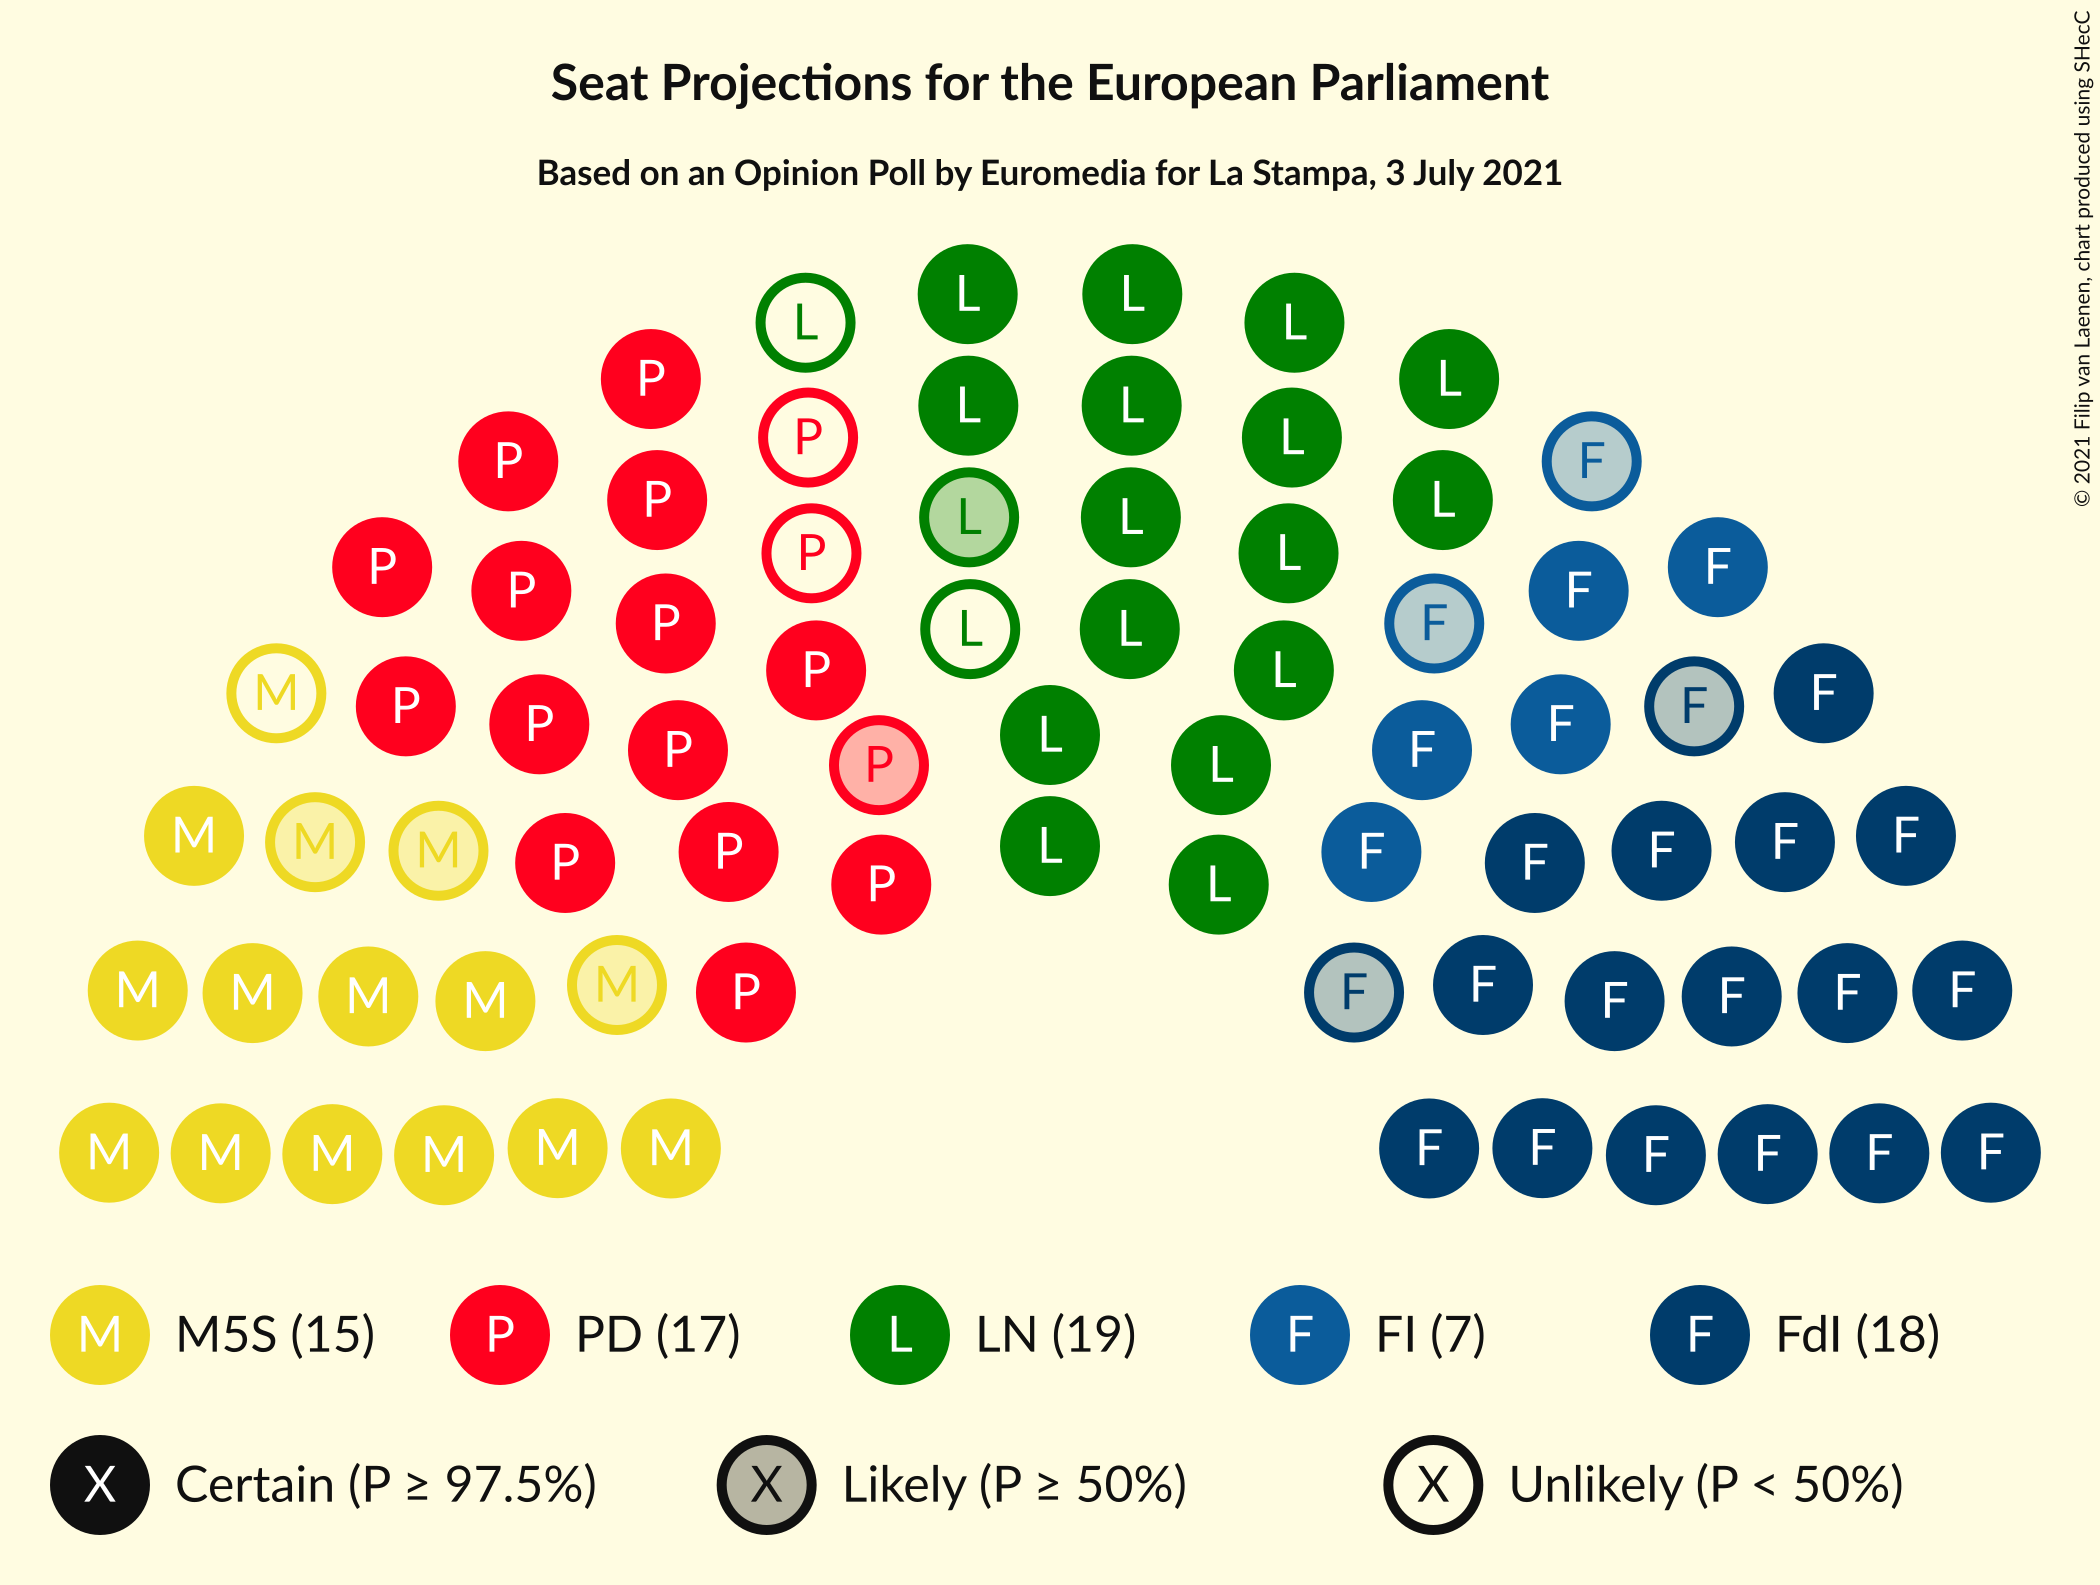 Seat Projections for the European Parliament
Based on an Opinion Poll by Euromedia for La Stampa, 3 July 2021
© 2021 Filip van Laenen, chart produced using SHecC
L L
L L
P L
L L
P L L
P P F
L L
P P L
P F
P F
L L
P L F
P L
M P F F
P L
P F
P P F
L
P L
M M F F
M P P L F F F
P
P L
M F
M M M M F F F F
P F
M M M M M M F F F F F F
M M5S (15) P PD (17) L LN (19) F FI (7) F FdI (18)
X Certain (P ≥ 97.5%) X Likely (P ≥ 50%) X Unlikely (P < 50%)